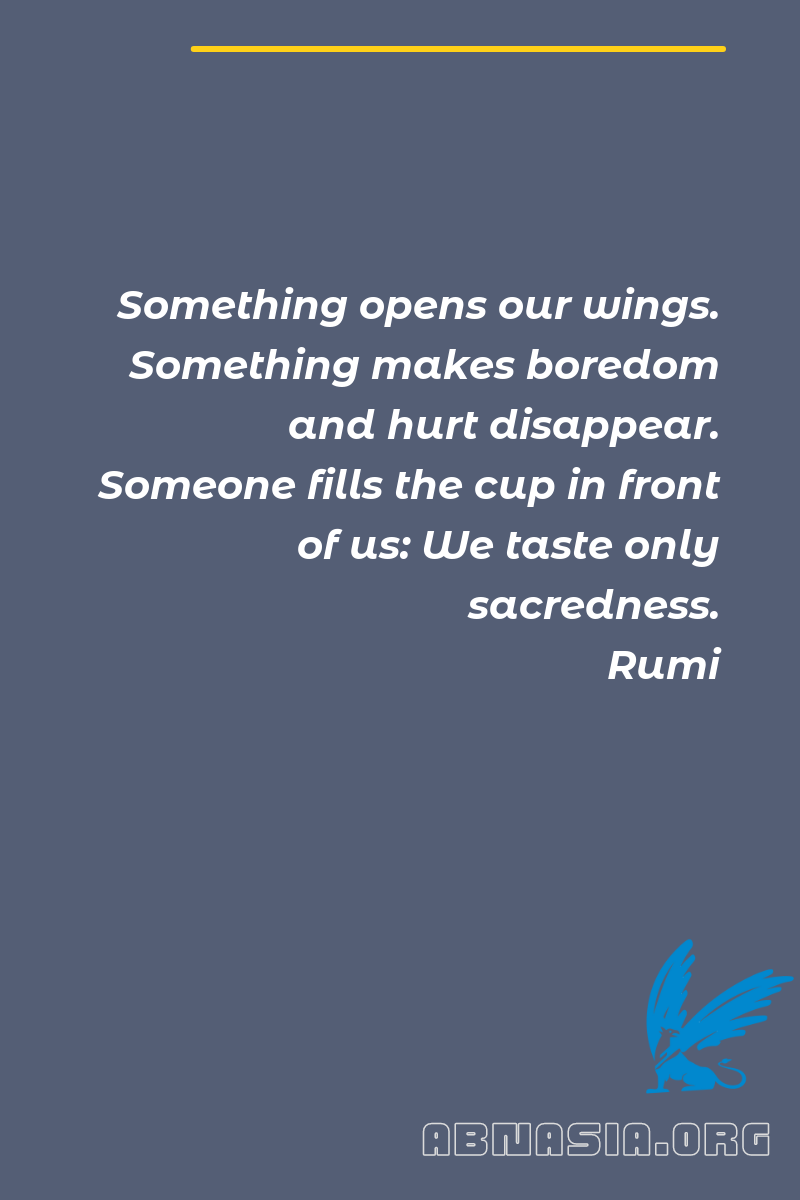 Something opens our wings.
Something makes boredom
and hurt disappear.
Someone fills the cup in front
of us: We taste only
sacredness.
Rumi
ABNASIA.ORG